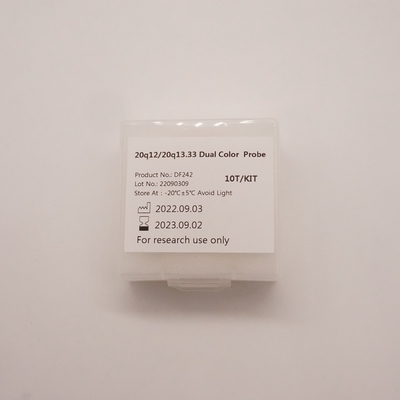 20q12/20q13.33 Dual Color Probe
Product No.: DF242
10T/KIT
Lot No.: 22090309
Store At : -20℃±5℃ Avoid Light
2022.09.03
2023.09.02
For research use only